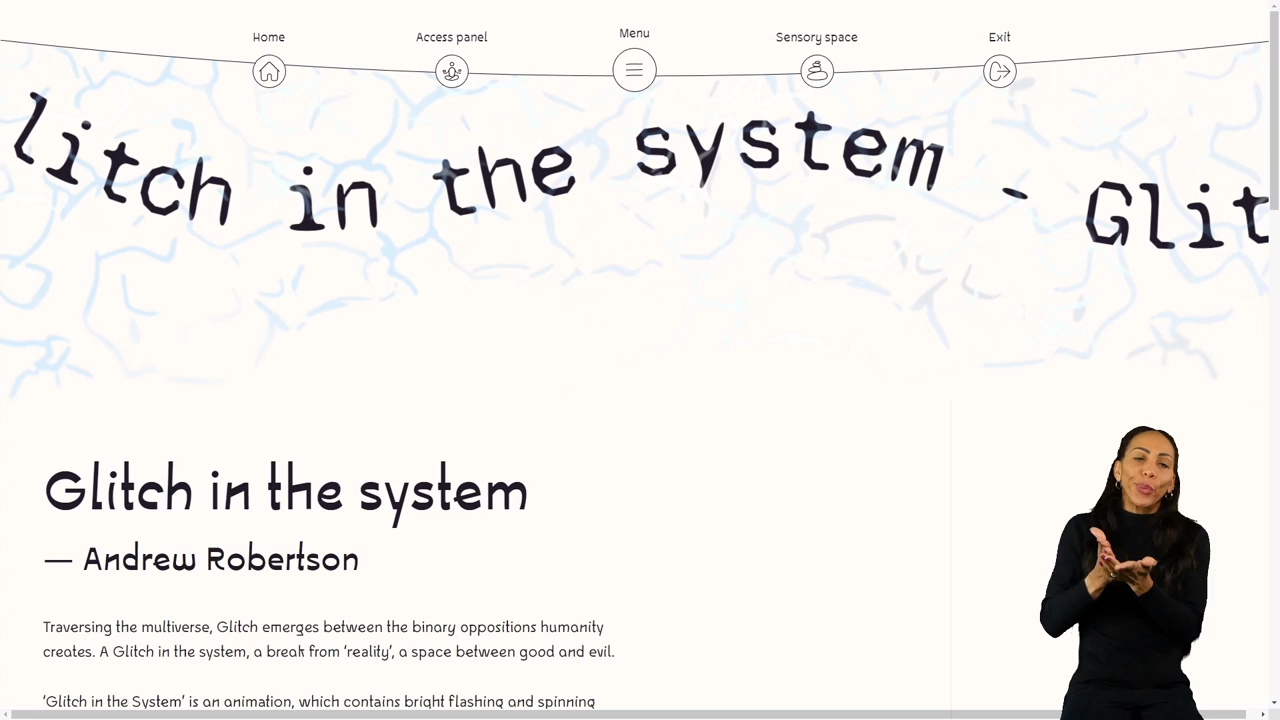 Home Access panel Menu Sensory space Exit
litch in the system - Glit
Glitch in the system
— Andrew Robertson
Traversing the multiverse, Glitch emerges between the binary oppositions humanity
creates. A Glitch in the system, a break from ‘reality’, a space between good and evil.
‘Glitch in the System’ is an animation, which contains bright flashing and spinning